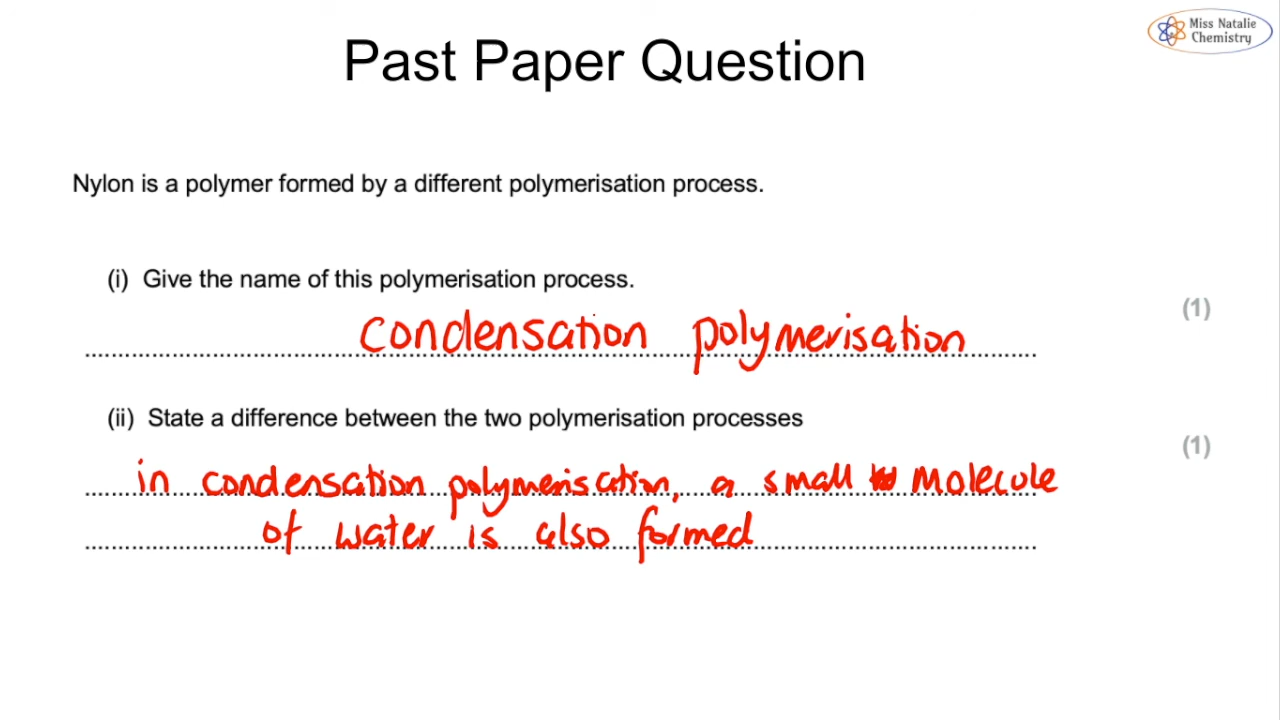 Miss Natalie
Chemistry
Past Paper Question
Nylon is a polymer formed by a different polymerisation process.
(i) Give the name of this polymerisation process.
(1)
condensation polymerisation
(ii) State a difference between the two polymerisation processes
(1)
in condensation polymerisation, a small molecule
of water is also formed